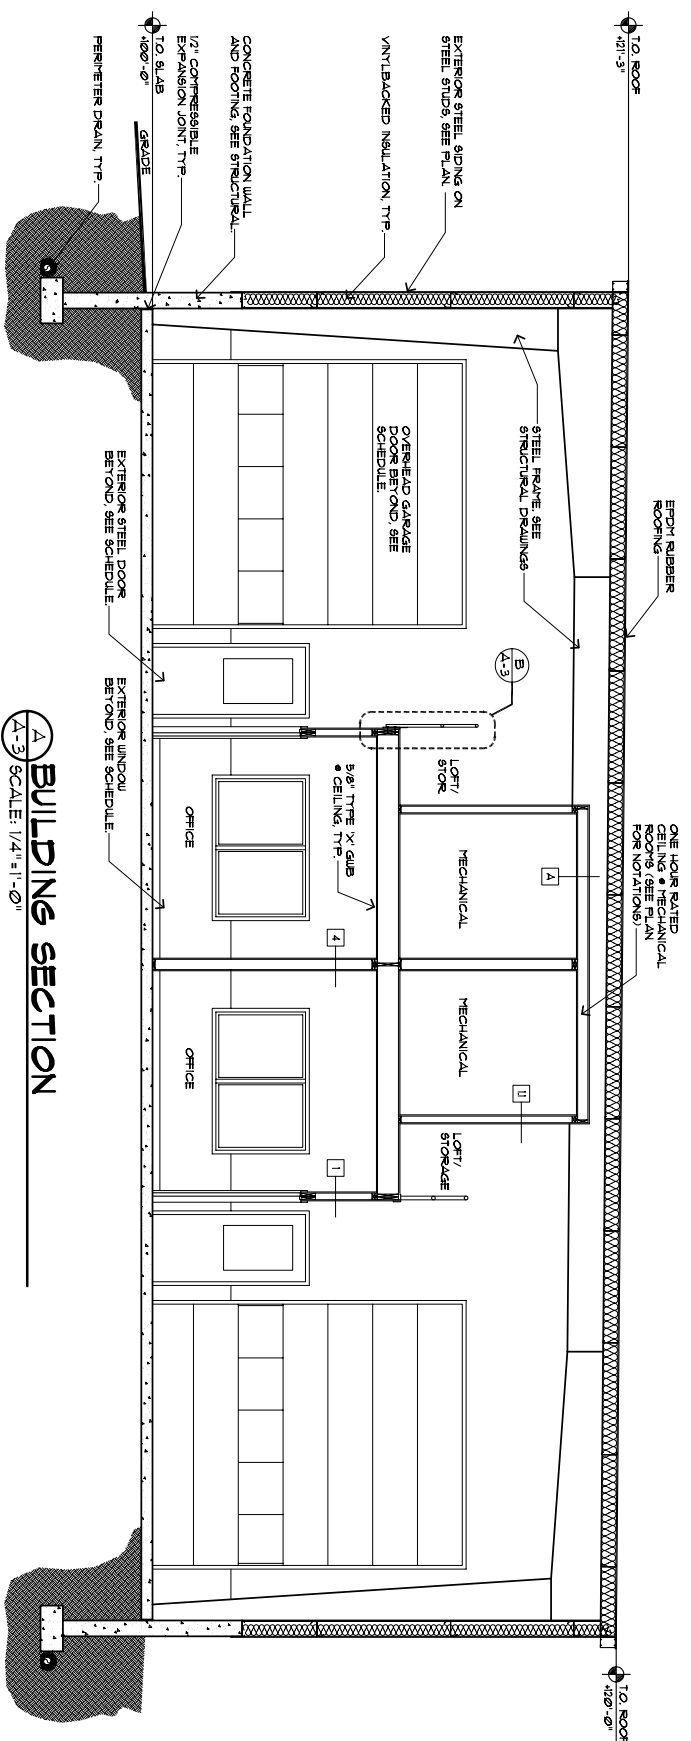 T.O. ROOF
+121'-3"
EXTERIOR STEEL SIDING ON
STEEL STUDS, SEE PLAN.
VINYL BACKED INSULATION, TYP.
CONCRETE FOUNDATION WALL
AND FOOTING, SEE STRUCTURAL.
1/2" COMPRESSIBLE
EXPANSION JOINT, TYP.
T.O. SLAB
+100'-0"
GRADE
PERIMETER DRAIN, TYP.
EPDM RUBBER
ROOFING
STEEL FRAME, SEE
STRUCTURAL DRAWINGS
OVERHEAD GARAGE
DOOR BEYOND, SEE
SCHEDULE.
EXTERIOR STEEL DOOR
BEYOND, SEE SCHEDULE.
B
A-3
LOFT/
STOR.
5/8" TYPE 'X' GWB
@ CEILING, TYP.
OFFICE
EXTERIOR WINDOW
BEYOND, SEE SCHEDULE.
ONE HOUR RATED
CEILING @ MECHANICAL
ROOMS (SEE PLAN
FOR NOTATIONS)
A
MECHANICAL
4
MECHANICAL
U
OFFICE
LOFT/
STORAGE
1
T.O. ROOF
+120'-0"
A
A-3
BUILDING SECTION
SCALE: 1/4"=1'-0"